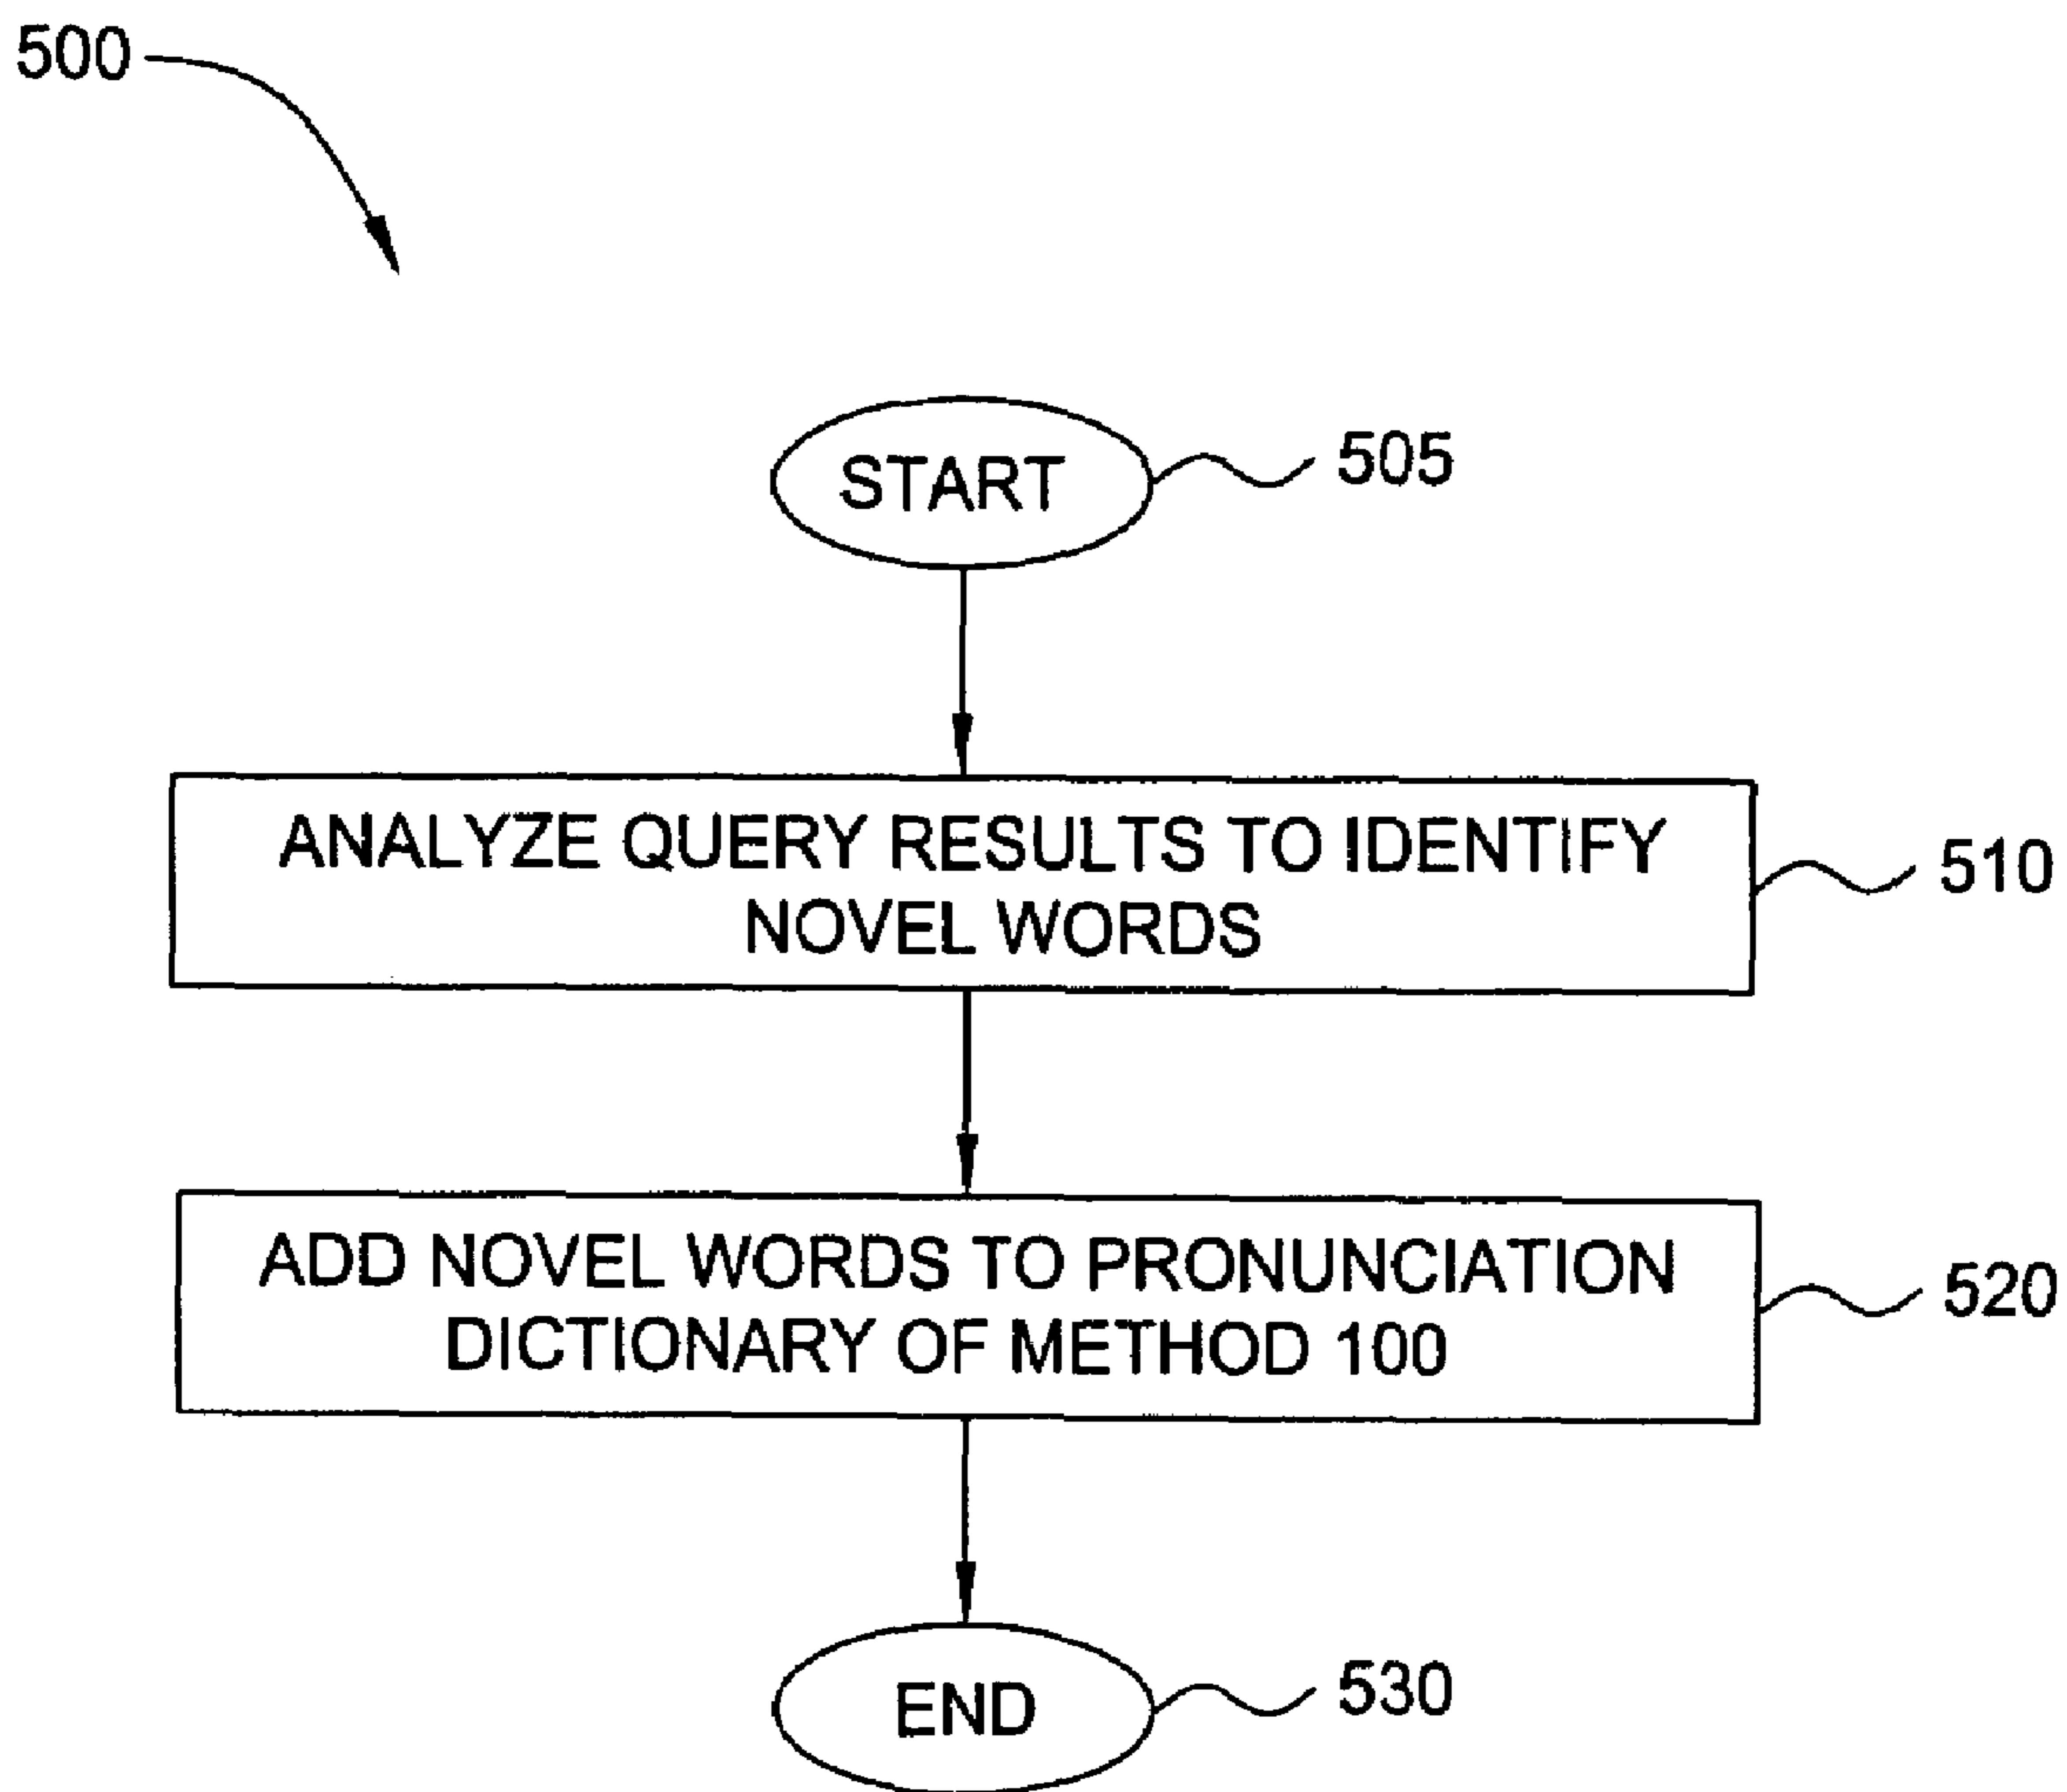 500
START
505
ANALYZE QUERY RESULTS TO IDENTIFY
NOVEL WORDS
510
ADD NOVEL WORDS TO PRONUNCIATION
DICTIONARY OF METHOD 100
520
END
530